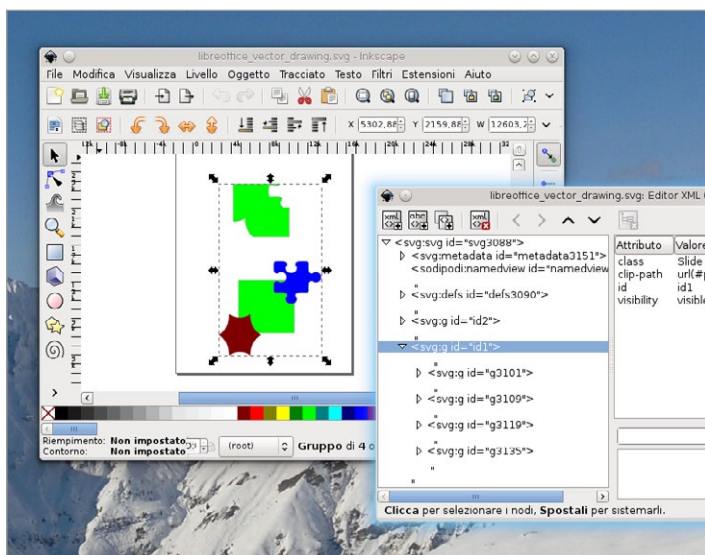 libreoffice_vector_drawing.svg - Inkscape
File Modifica Visualizza Livello Oggetto Tracciato Testo Filtri Estensioni Aiuto
X 5302,88 Y 2159,88 W 12603,2
libreoffice_vector_drawing.svg: Editor XML
<svg:svg id="svg3088">
<svg:metadata id="metadata3151">
<sodipodi:namedview id="namedview
"
<svg:defs id="defs3090">
"
<svg:g id="id2">
"
<svg:g id="id1">
"
<svg:g id="g3101">
"
<svg:g id="g3109">
"
<svg:g id="g3119">
"
<svg:g id="g3135">
"
"
Attributo Valore
class Slide
clip-path url(#p
id id1
visibility visible
Riempimento: Non impostato
Contorno: Non impostato
(root)
Gruppo di 4 o
Clicca per selezionare i nodi, Spostali per sistemarli.